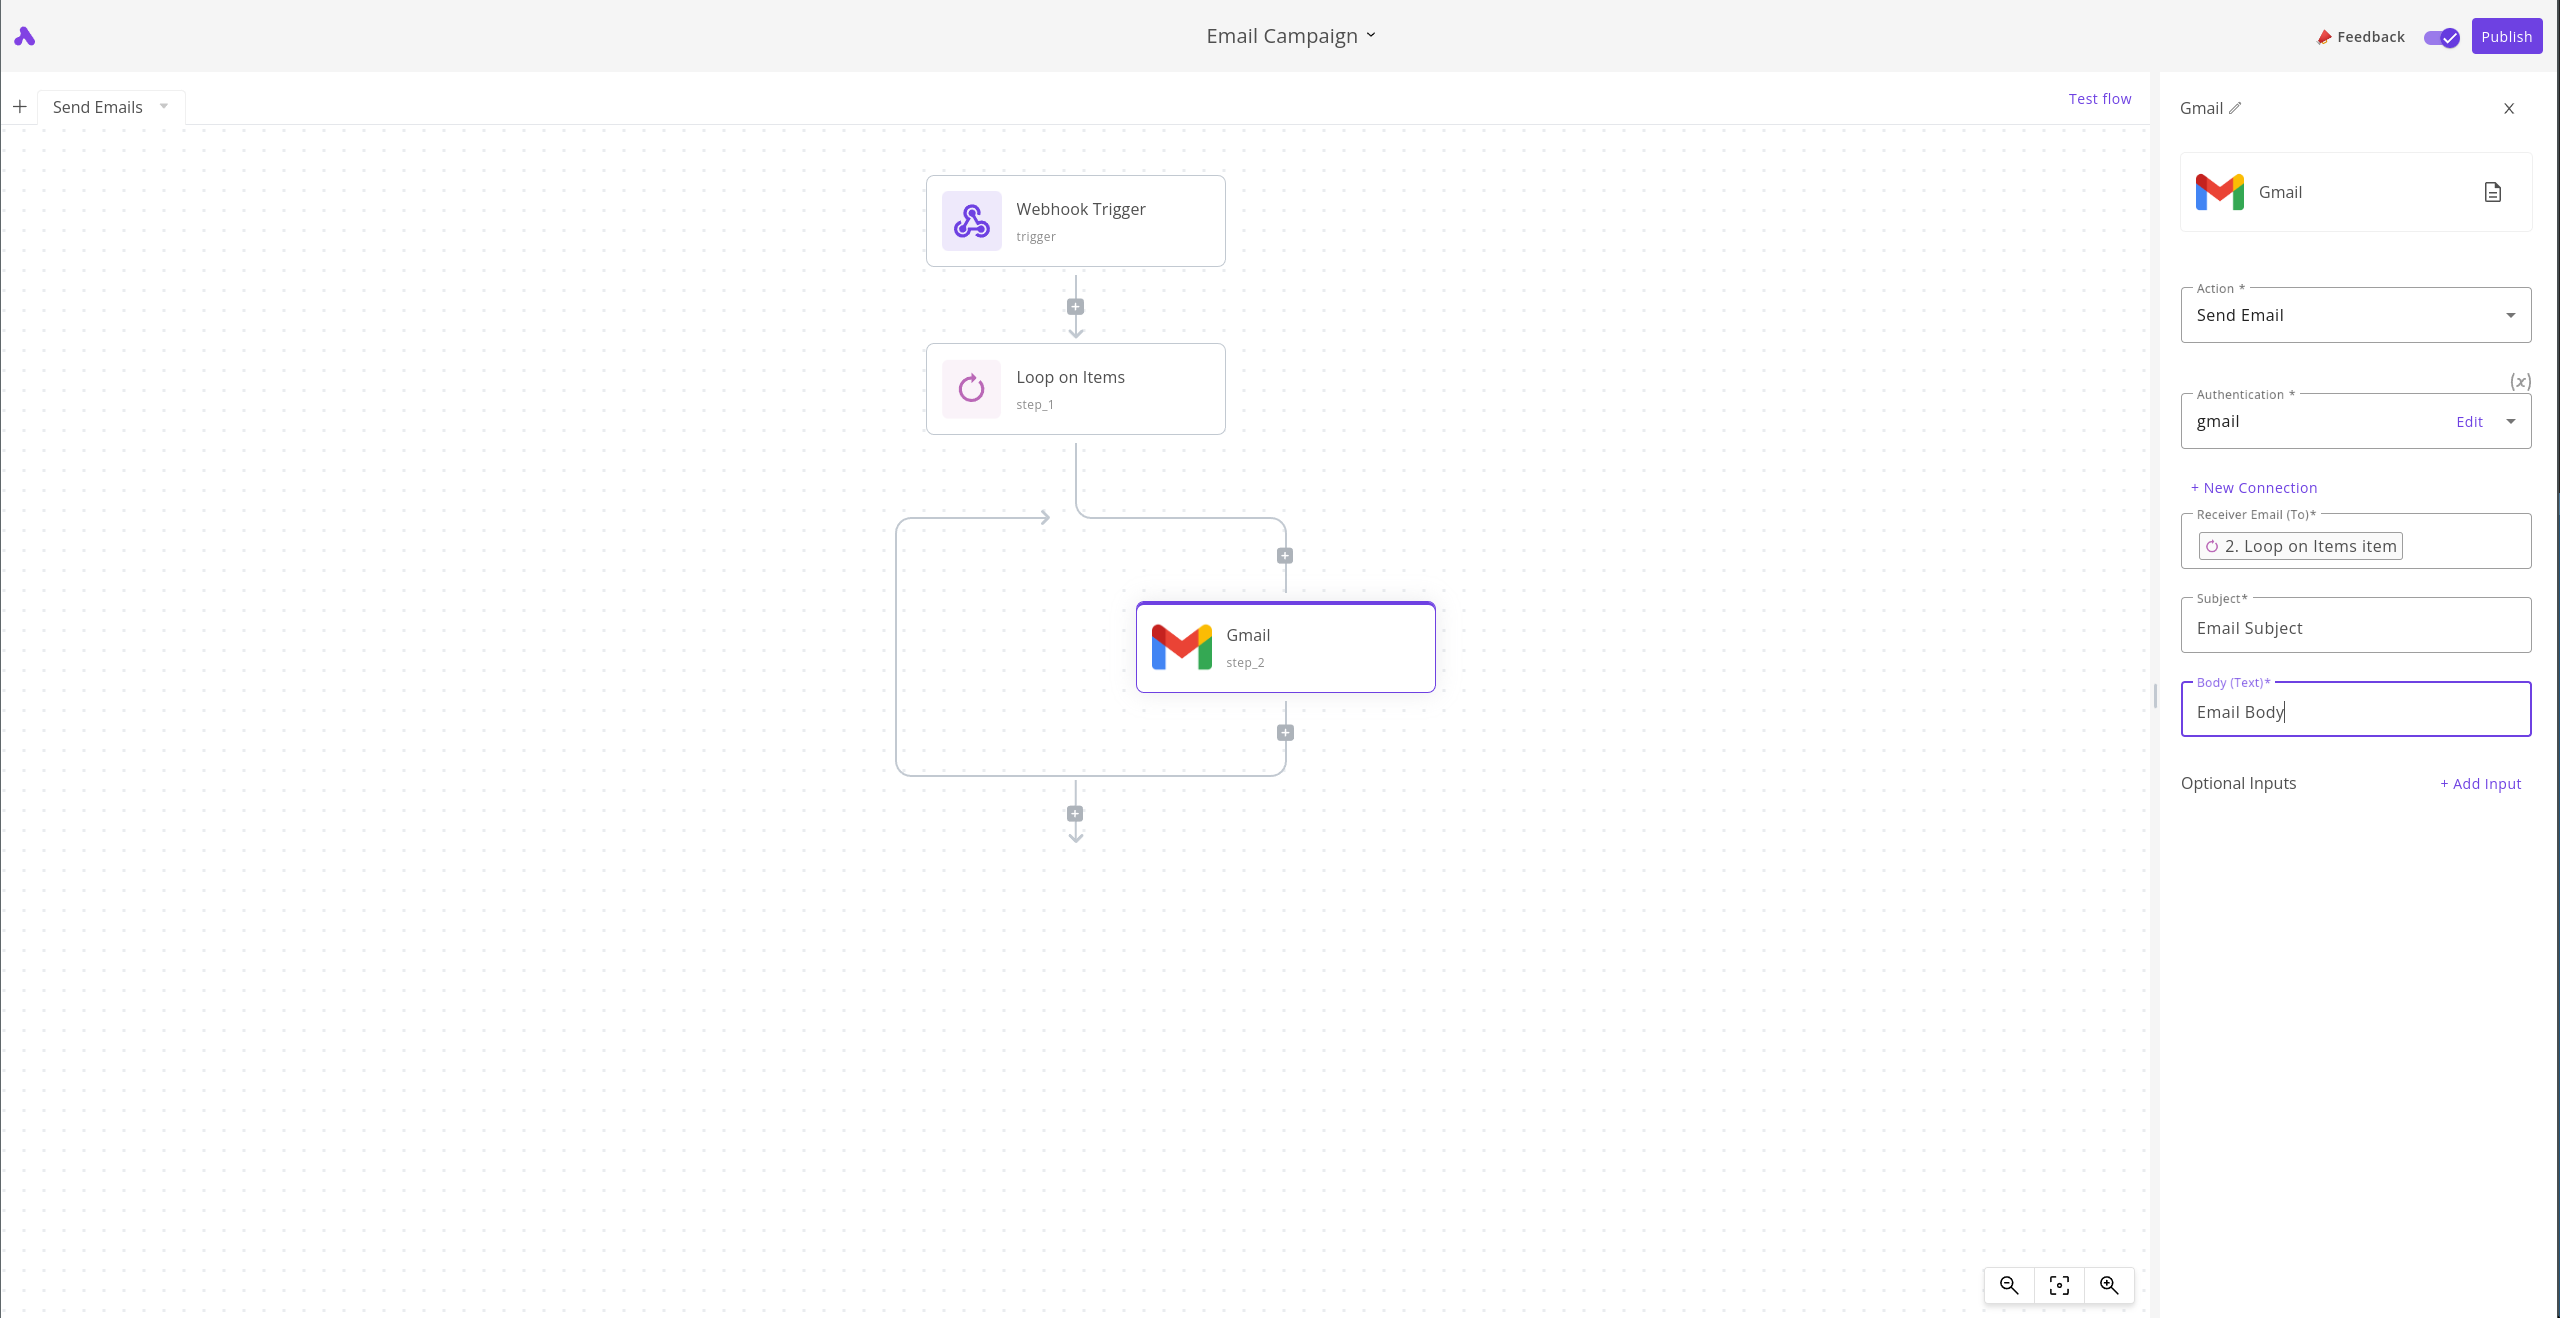 Email Campaign
Feedback
Publish
Send Emails
Test flow
Webhook Trigger
trigger
Loop on Items
step_1
Gmail
step_2
Gmail
Gmail
Action *
Send Email
(x)
Authentication *
gmail
Edit
+ New Connection
Receiver Email (To)*
2. Loop on Items item
Subject*
Email Subject
Body (Text)*
Email Body
Optional Inputs
+ Add Input